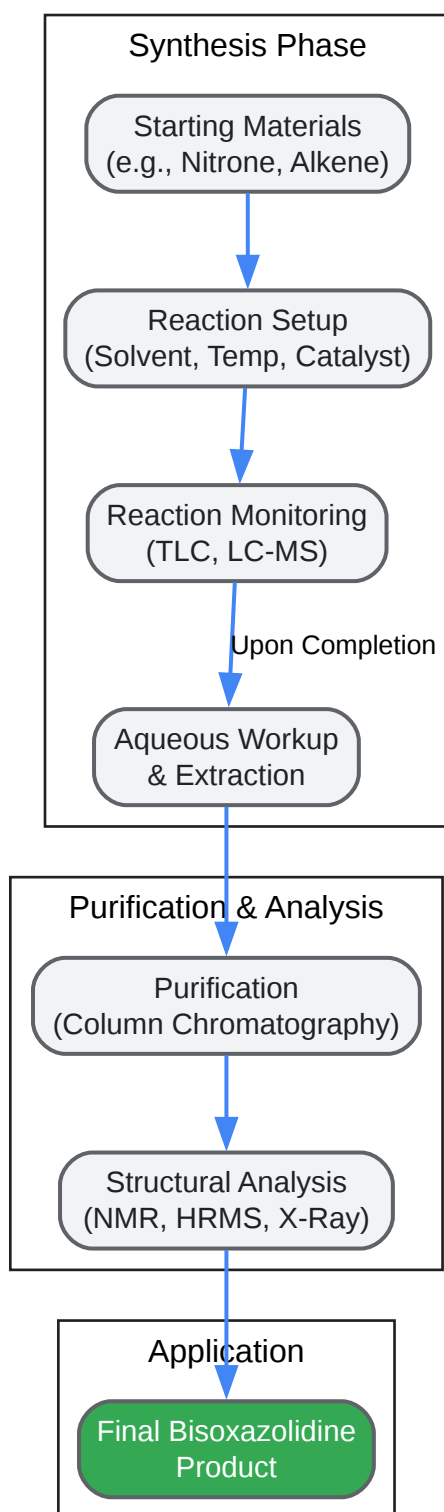 Synthesis Phase
Starting Materials
(e.g., Nitrone, Alkene)
Reaction Setup
(Solvent, Temp, Catalyst)
Reaction Monitoring
(TLC, LC-MS)
Upon Completion
Aqueous Workup
& Extraction
Purification & Analysis
Purification
(Column Chromatography)
Structural Analysis
(NMR, HRMS, X-Ray)
Application
Final Bisoxazolidine
Product